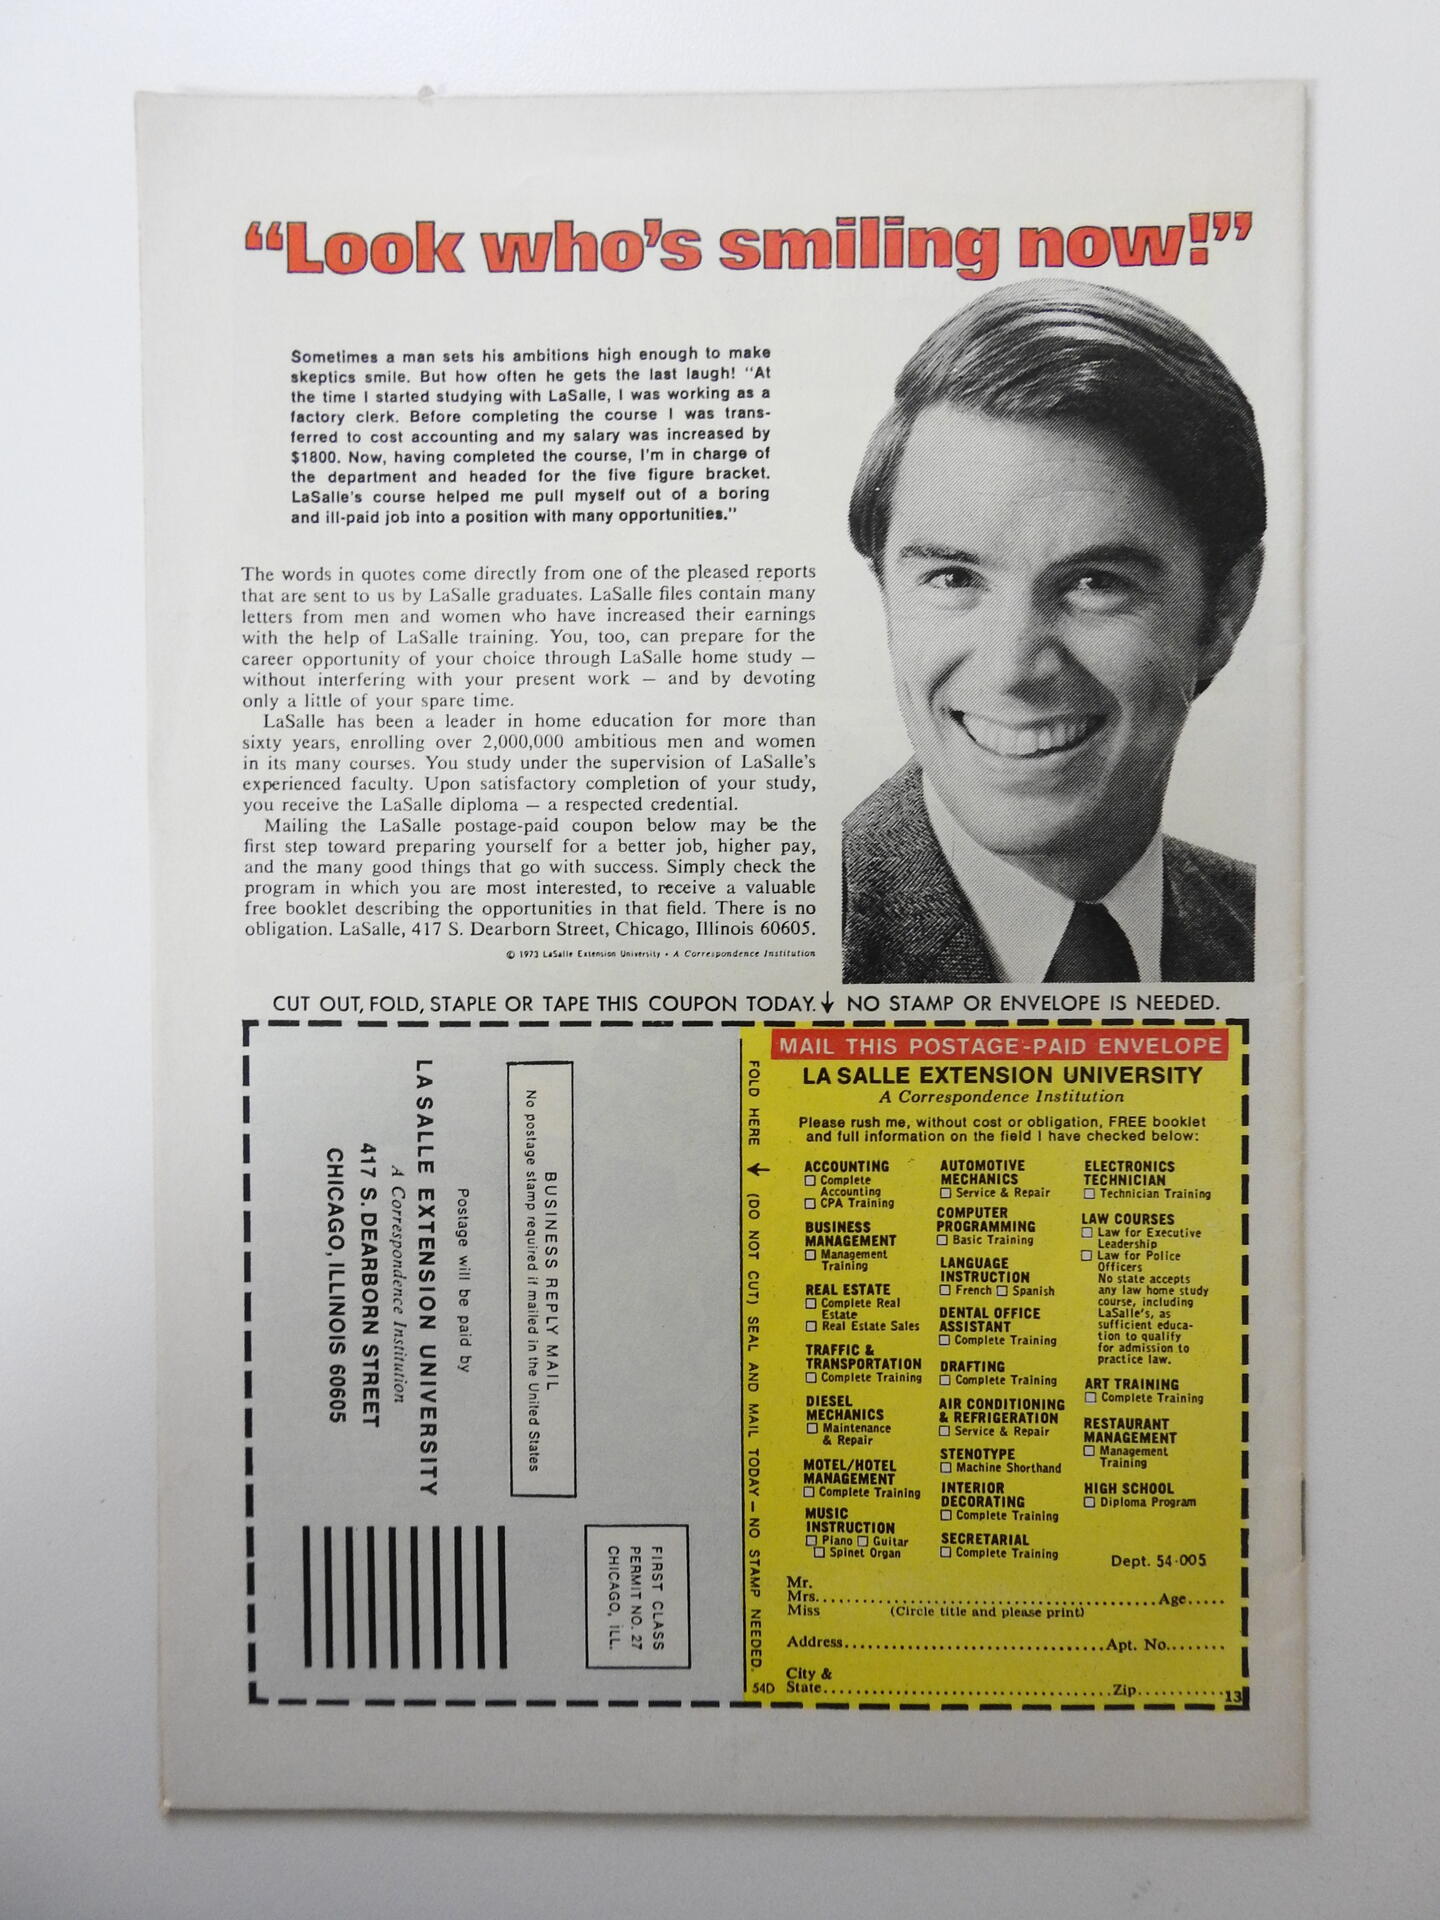 “Look who’s smiling now!”
Sometimes a man sets his ambitions high enough to make
skeptics smile. But how often he gets the last laugh! “At
the time I started studying with LaSalle, I was working as a
factory clerk. Before completing the course I was trans-
ferred to cost accounting and my salary was increased by
$1800. Now, having completed the course, I'm in charge of
the department and headed for the five figure bracket.
LaSalle's course helped me pull myself out of a boring
and ill-paid job into a position with many opportunities.”
The words in quotes come directly from one of the pleased reports
that are sent to us by LaSalle graduates. LaSalle files contain many
letters from men and women who have increased their earnings
with the help of LaSalle training. You, too, can prepare for the
career opportunity of your choice through LaSalle home study —
without interfering with your present work — and by devoting
only a little of your spare time.
LaSalle has been a leader in home education for more than
sixty years, enrolling over 2,000,000 ambitious men and women
in its many courses. You study under the supervision of LaSalle's
experienced faculty. Upon satisfactory completion of your study,
you receive the LaSalle diploma — a respected credential.
Mailing the LaSalle postage-paid coupon below may be the
first step toward preparing yourself for a better job, higher pay,
and the many good things that go with success. Simply check the
program in which you are most interested, to receive a valuable
free booklet describing the opportunities in that field. There is no
obligation. LaSalle, 417 S. Dearborn Street, Chicago, Illinois 60605.
© 1973 LaSalle Extension University • A Correspondence Institution
CUT OUT, FOLD, STAPLE OR TAPE THIS COUPON TODAY.↓ NO STAMP OR ENVELOPE IS NEEDED.
FIRST CLASS
PERMIT NO. 27
CHICAGO, ILL.
BUSINESS REPLY MAIL
No postage stamp required if mailed in the United States
Postage will be paid by
LA SALLE EXTENSION UNIVERSITY
A Correspondence Institution
417 S. DEARBORN STREET
CHICAGO, ILLINOIS 60605
FOLD HERE ↓ (DO NOT CUT) SEAL AND MAIL TODAY — NO STAMP NEEDED.
54D
MAIL THIS POSTAGE-PAID ENVELOPE
LA SALLE EXTENSION UNIVERSITY
A Correspondence Institution
Please rush me, without cost or obligation, FREE booklet
and full information on the field I have checked below:
ACCOUNTING
☐ Complete
Accounting
☐ CPA Training
BUSINESS
MANAGEMENT
☐ Management
Training
REAL ESTATE
☐ Complete Real
Estate
☐ Real Estate Sales
TRAFFIC &
TRANSPORTATION
☐ Complete Training
DIESEL
MECHANICS
☐ Maintenance
& Repair
MOTEL/HOTEL
MANAGEMENT
☐ Complete Training
MUSIC
INSTRUCTION
☐ Piano ☐ Guitar
☐ Spinet Organ
AUTOMOTIVE
MECHANICS
☐ Service & Repair
COMPUTER
PROGRAMMING
☐ Basic Training
LANGUAGE
INSTRUCTION
☐ French ☐ Spanish
DENTAL OFFICE
ASSISTANT
☐ Complete Training
DRAFTING
☐ Complete Training
AIR CONDITIONING
& REFRIGERATION
☐ Service & Repair
STENOTYPE
☐ Machine Shorthand
INTERIOR
DECORATING
☐ Complete Training
SECRETARIAL
☐ Complete Training
ELECTRONICS
TECHNICIAN
☐ Technician Training
LAW COURSES
☐ Law for Executive
Leadership
☐ Law for Police
Officers
No state accepts
any law home study
course, including
LaSalle's, as
sufficient educa-
tion to qualify
for admission to
practice law.
ART TRAINING
☐ Complete Training
RESTAURANT
MANAGEMENT
☐ Management
Training
HIGH SCHOOL
☐ Diploma Program
Dept. 54-005
Mr.
Mrs. Age
Miss (Circle title and please print)
Address Apt. No.
City &
State Zip
13